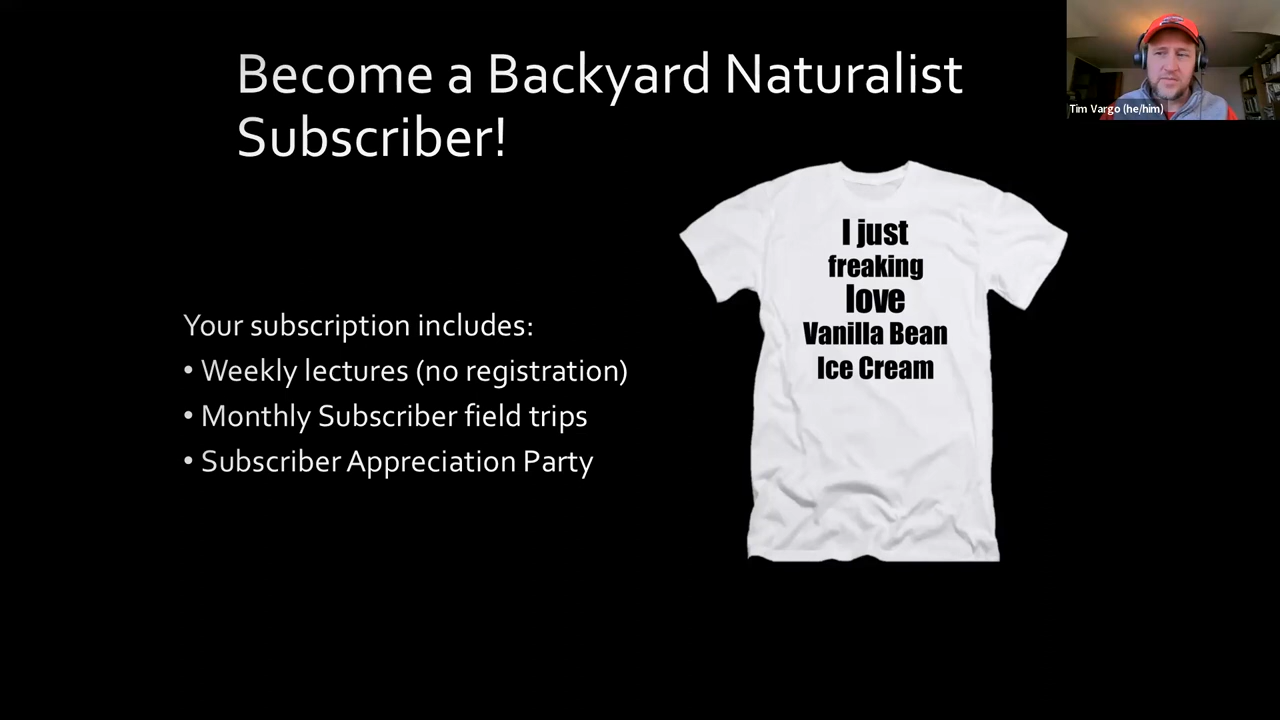 Become a Backyard Naturalist
Subscriber!
Tim Vargo (he/him)
I just
freaking
love
Vanilla Bean
Ice Cream
Your subscription includes:
• Weekly lectures (no registration)
• Monthly Subscriber field trips
• Subscriber Appreciation Party